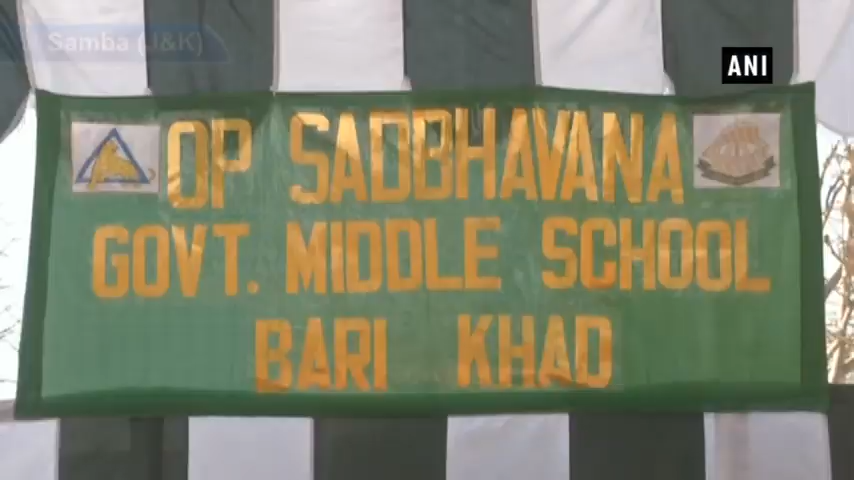 Samba (J&K)
ANI
OP SADBHAVANA
GOVT. MIDDLE SCHOOL
BARI KHAD